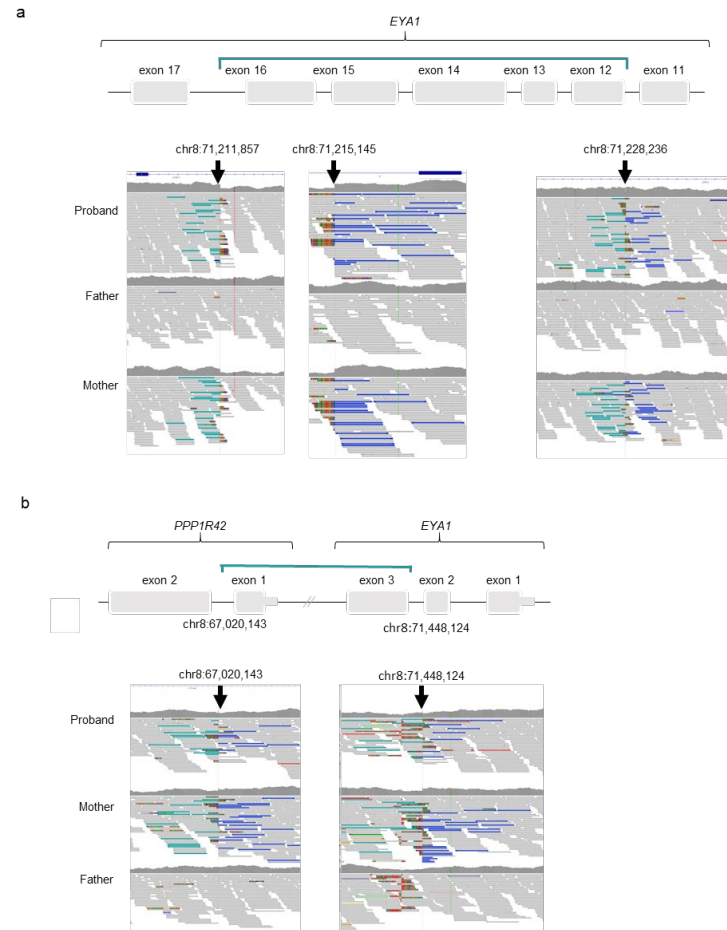 a
EYA1
exon 17
exon 16
exon 15
exon 14
exon 13
exon 12
exon 11
chr8:71,211,857
chr8:71,215,145
chr8:71,228,236
Proband
Father
Mother
b
PPP1R42
EYA1
exon 2
exon 1
exon 3
exon 2
exon 1
chr8:67,020,143
chr8:71,448,124
chr8:67,020,143
chr8:71,448,124
Proband
Mother
Father